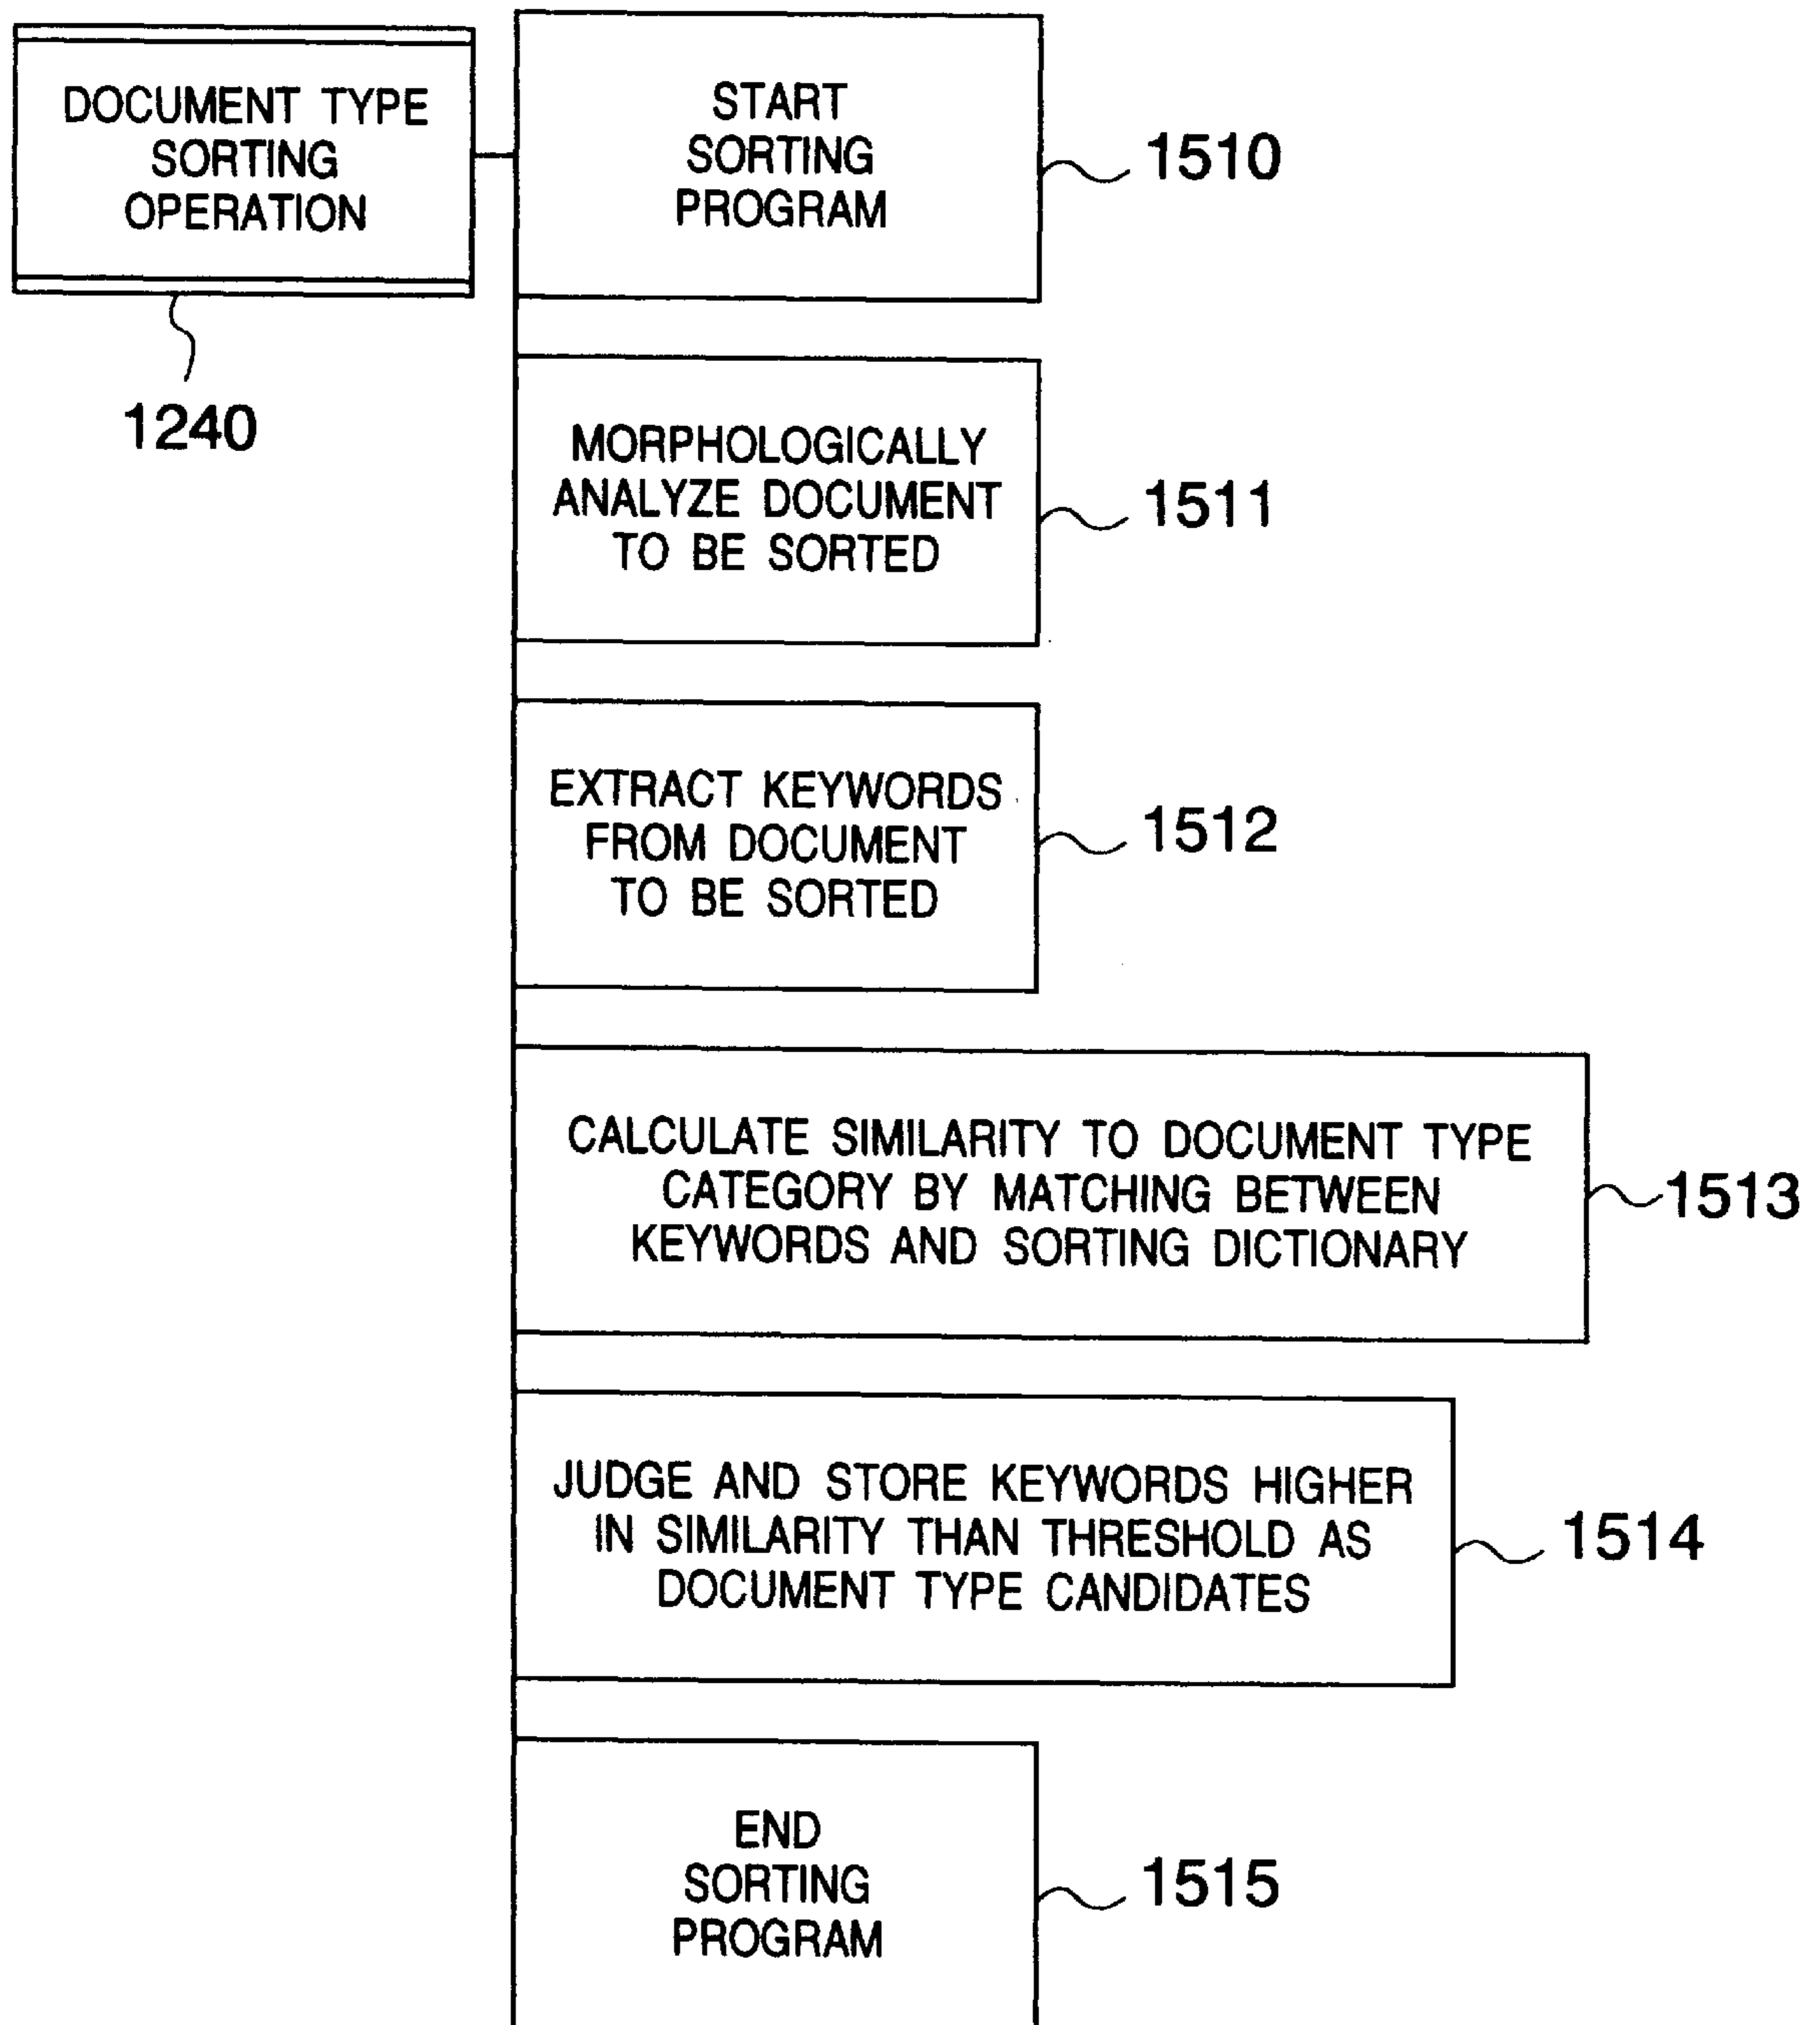 DOCUMENT TYPE
SORTING
OPERATION
1240
START
SORTING
PROGRAM
1510
MORPHOLOGICALLY
ANALYZE DOCUMENT
TO BE SORTED
1511
EXTRACT KEYWORDS
FROM DOCUMENT
TO BE SORTED
1512
CALCULATE SIMILARITY TO DOCUMENT TYPE
CATEGORY BY MATCHING BETWEEN
KEYWORDS AND SORTING DICTIONARY
1513
JUDGE AND STORE KEYWORDS HIGHER
IN SIMILARITY THAN THRESHOLD AS
DOCUMENT TYPE CANDIDATES
1514
END
SORTING
PROGRAM
1515